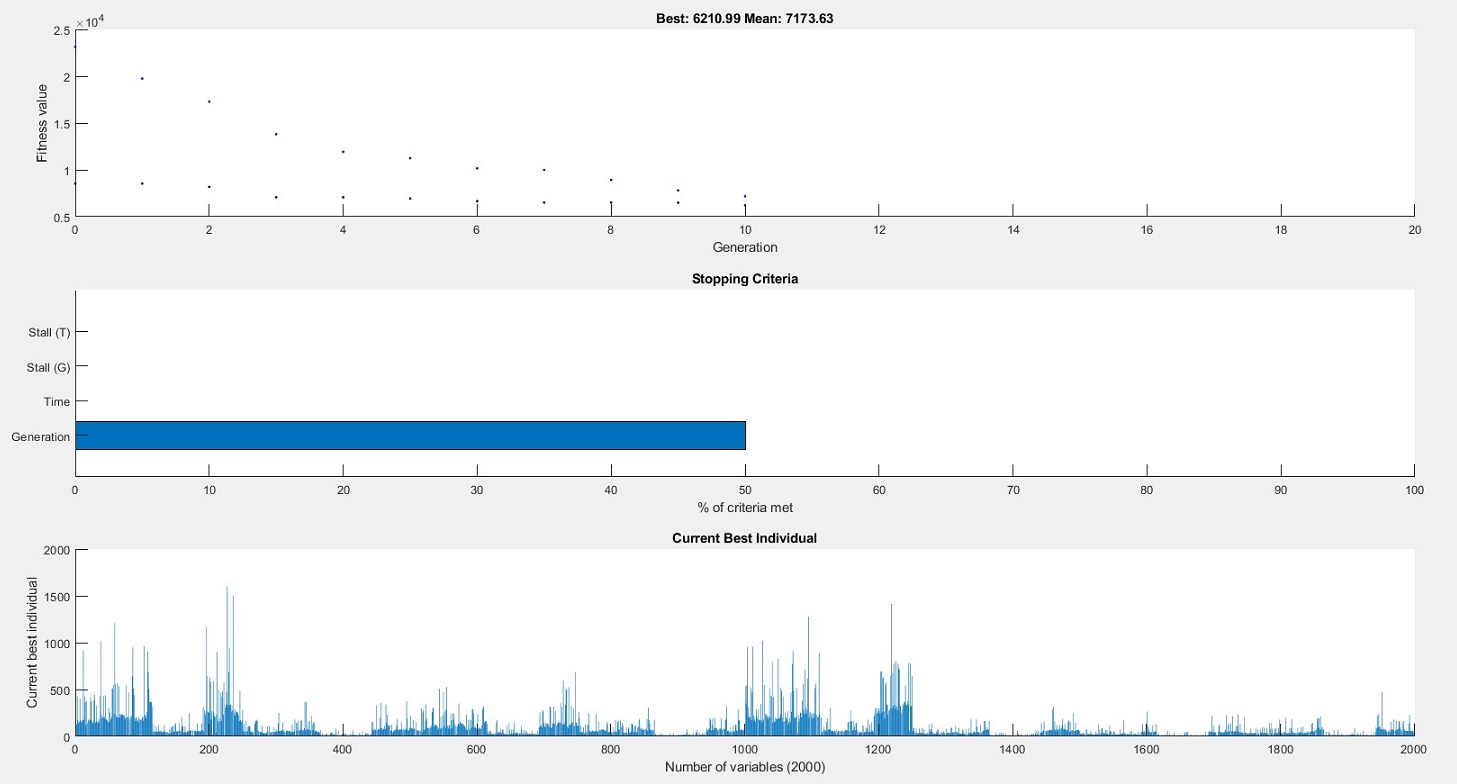 Best: 6210.99 Mean: 7173.63
×10⁴
2.5
2
1.5
1
0.5
Fitness value
0 2 4 6 8 10 12 14 16 18 20
Generation
Stopping Criteria
Stall (T)
Stall (G)
Time
Generation
0 10 20 30 40 50 60 70 80 90 100
% of criteria met
Current Best Individual
2000
1500
1000
500
0
Current best individual
0 200 400 600 800 1000 1200 1400 1600 1800 2000
Number of variables (2000)